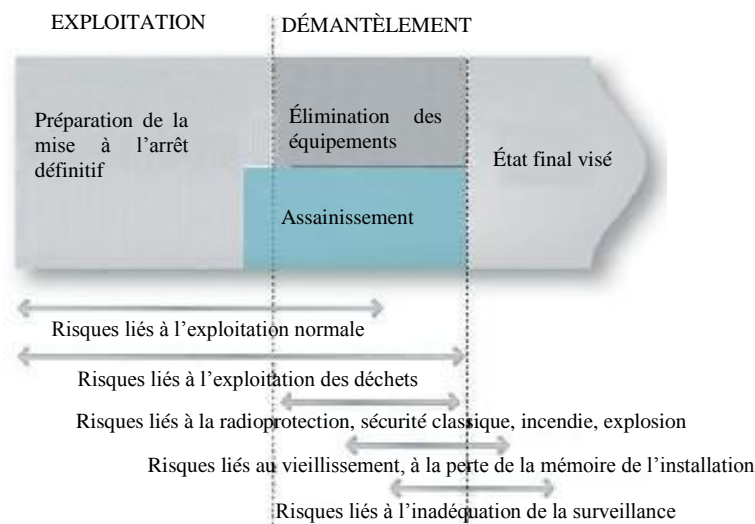 EXPLOITATION
DÉMANTÈLEMENT
Préparation de la
mise à l'arrêt
définitif
Élimination des
équipements
État final visé
Assainissement
Risques liés à l'exploitation normale
Risques liés à l'exploitation des déchets
Risques liés à la radioprotection, sécurité classique, incendie, explosion
Risques liés au vieillissement, à la perte de la mémoire de l'installation
Risques liés à l'inadéquation de la surveillance